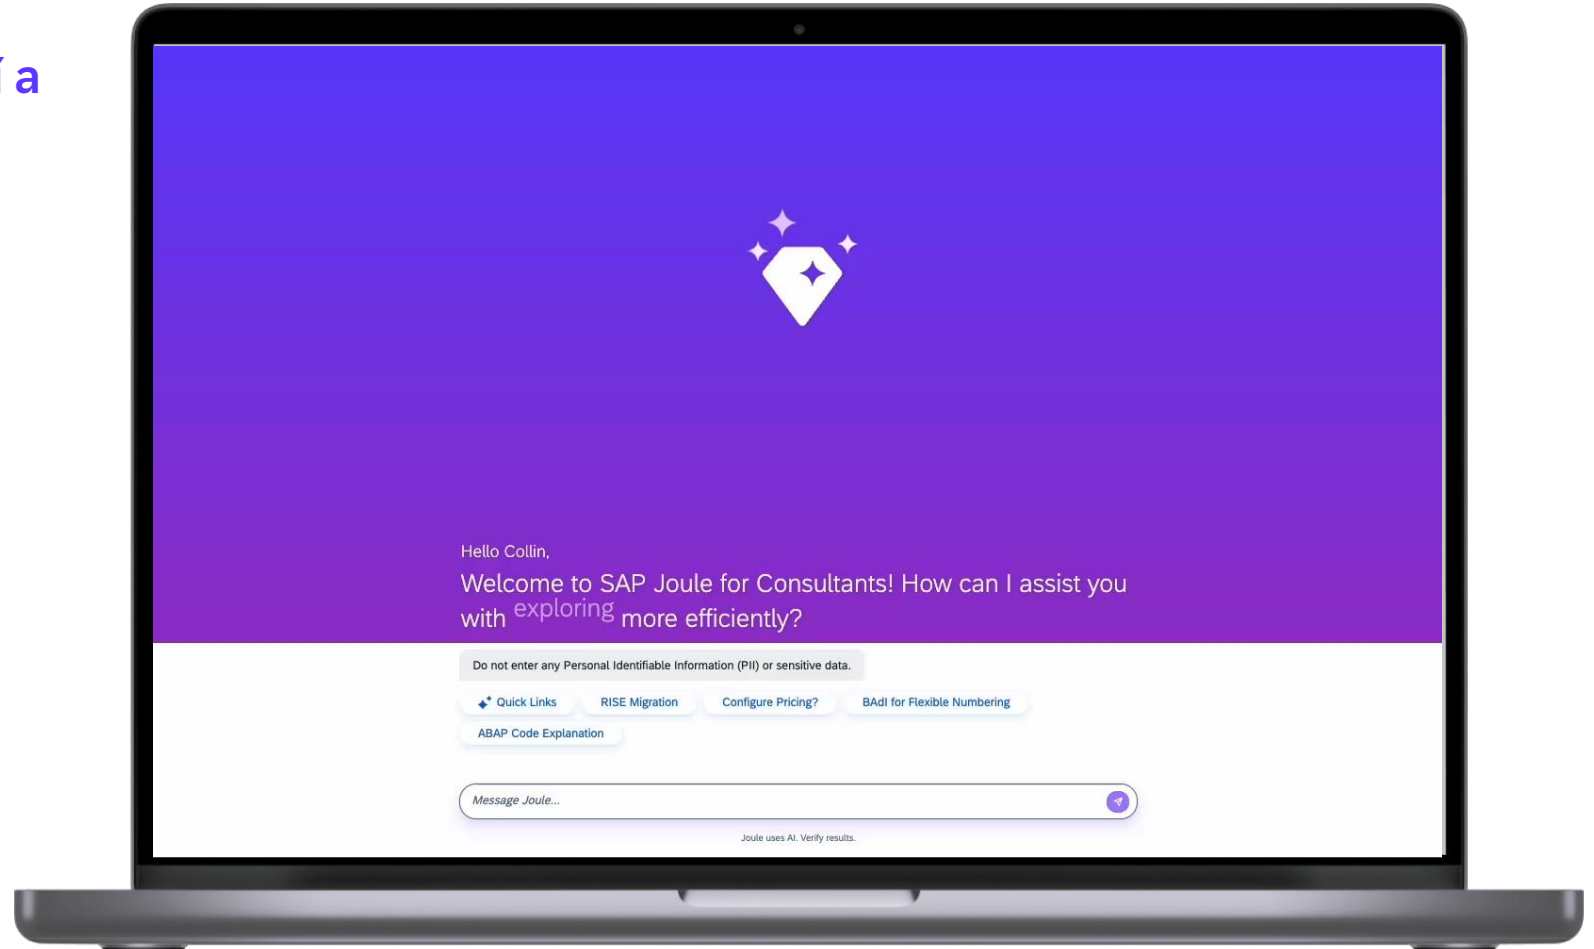 í a
Hello Collin,
Welcome to SAP Joule for Consultants! How can I assist you
with exploring more efficiently?
Do not enter any Personal Identifiable Information (PII) or sensitive data.
Quick Links RISE Migration Configure Pricing? BAdI for Flexible Numbering
ABAP Code Explanation
Message Joule...
Joule uses AI. Verify results.